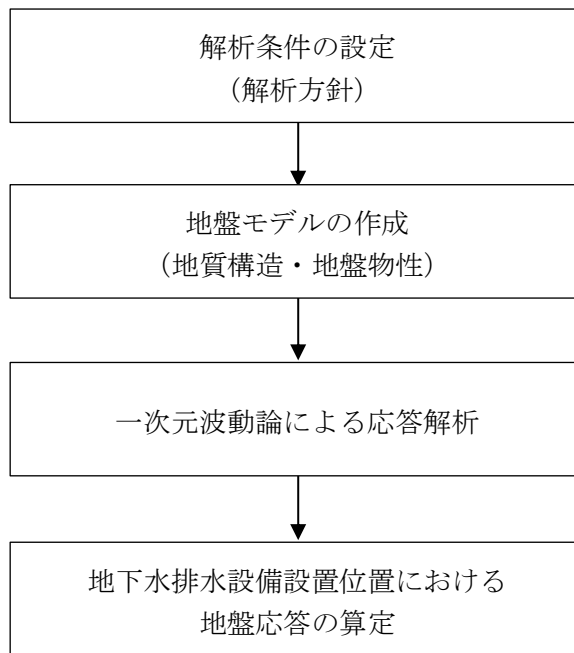 解析条件の設定
（解析方針）
地盤モデルの作成
（地質構造・地盤物性）
一次元波動論による応答解析
地下水排水設備設置位置における
地盤応答の算定